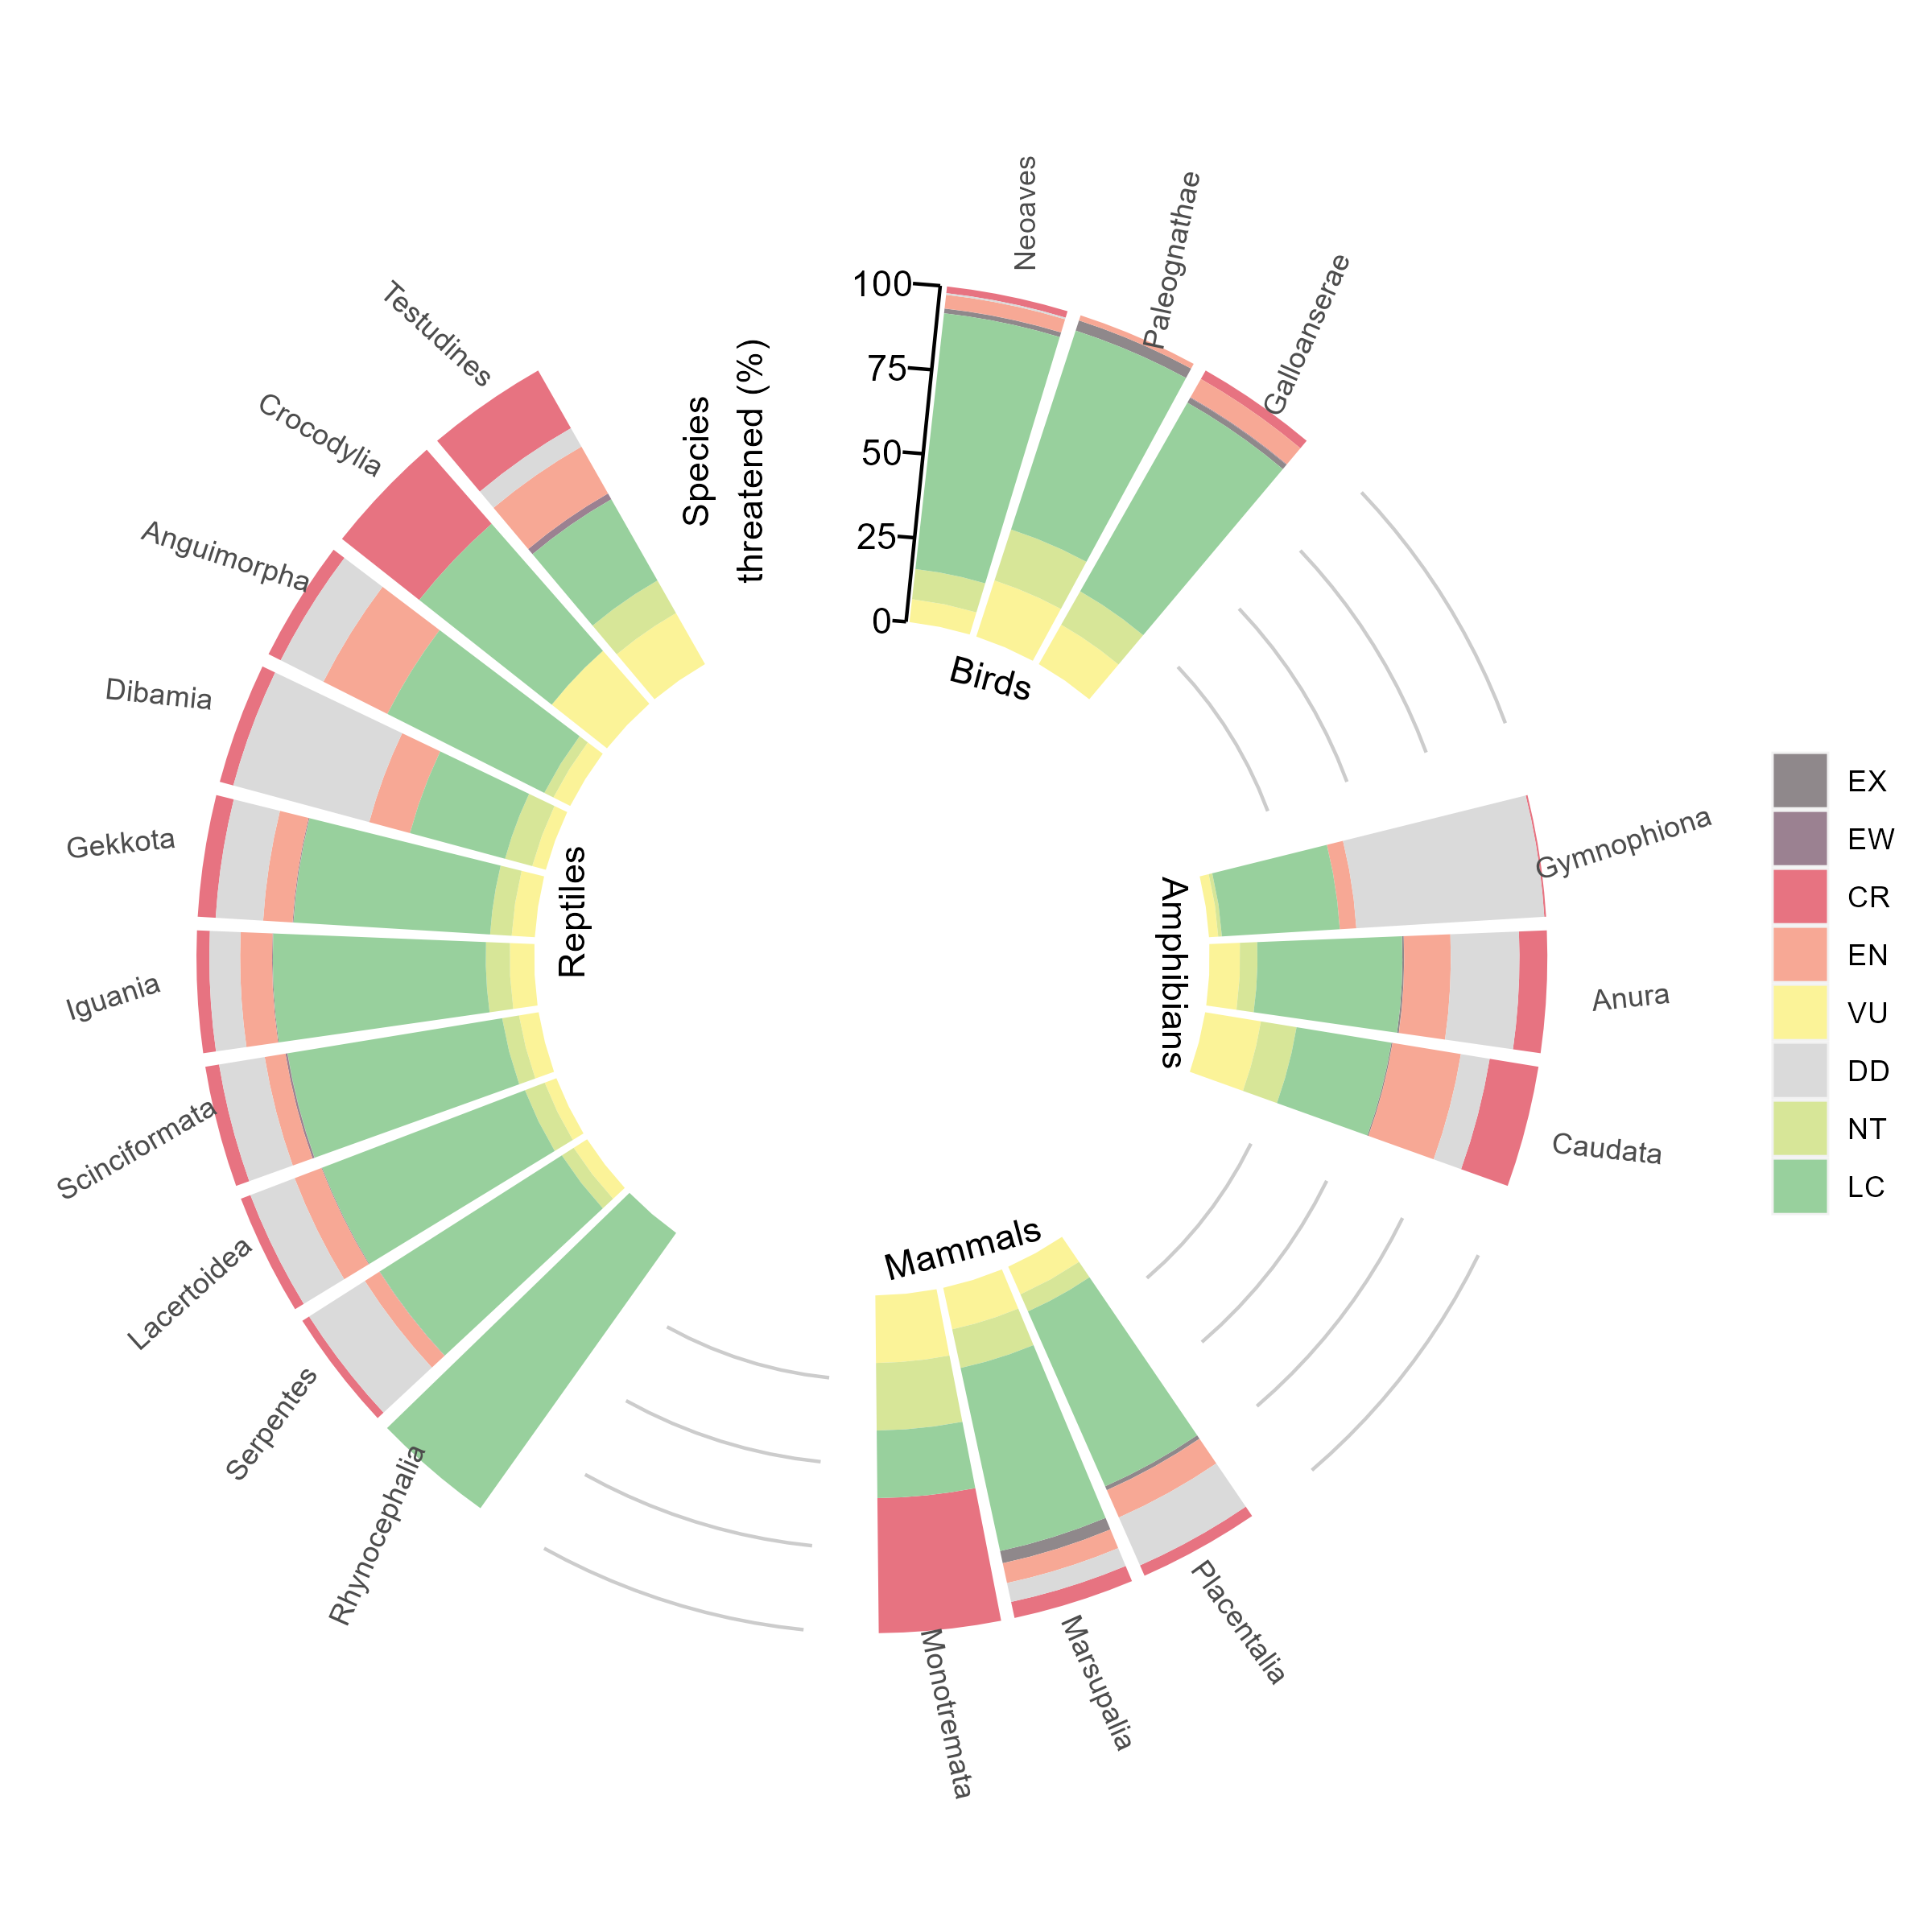 Species
threatened (%)
100
75
50
25
0
Birds
Neoaves
Paleognathae
Galloanserae
Amphibians
Gymnophiona
Anura
Caudata
Mammals
Placentalia
Marsupalia
Monotremata
Reptiles
Rhynocephalia
Serpentes
Lacertoidea
Scinciformata
Iguania
Gekkota
Dibamia
Anguimorpha
Crocodylia
Testudines
EX
EW
CR
EN
VU
DD
NT
LC